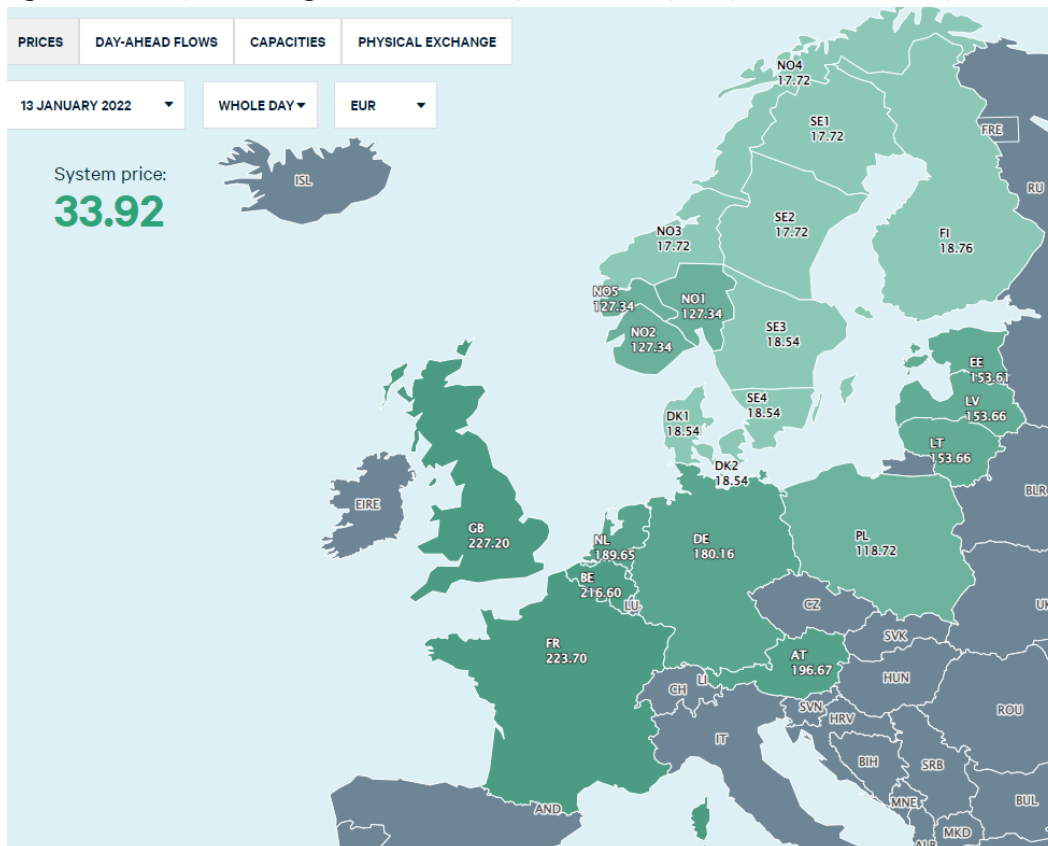 PRICES DAY-AHEAD FLOWS CAPACITIES PHYSICAL EXCHANGE
13 JANUARY 2022 WHOLE DAY EUR
System price:
33.92
ISL
NO4
17.72
SE1
17.72
FRE
RU
SE2
17.72
NO3
17.72
FI
18.76
NO5
127.34
NO1
127.34
NO2
127.34
SE3
18.54
EE
153.61
LV
153.66
LT
153.66
SE4
18.54
DK1
18.54
DK2
18.54
BLR
EIRE
GB
227.20
NL
189.65
DE
180.16
PL
118.72
BE
216.60
LU
CZ
UK
SVK
FR
223.70
AT
196.67
LI
CH
HUN
SVN
HRV
ROU
IT
BIH
SRB
MNE
BUL
AND
MKD
ALB